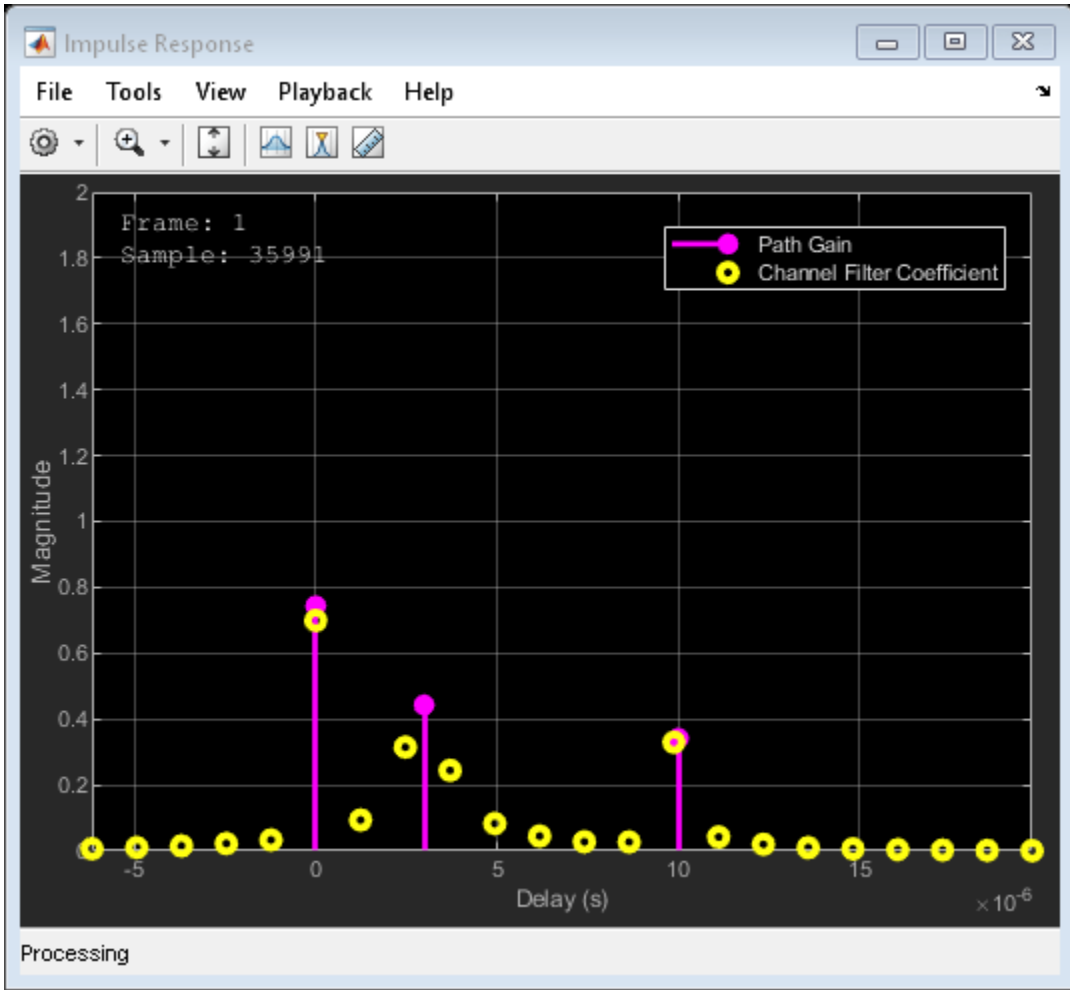 Impulse Response
File Tools View Playback Help
Frame: 1
Sample: 35991
Path Gain
Channel Filter Coefficient
2
1.8
1.6
1.4
1.2
1
0.8
0.6
0.4
0.2
0
Magnitude
-5 0 5 10 15
Delay (s)
×10-6
Processing